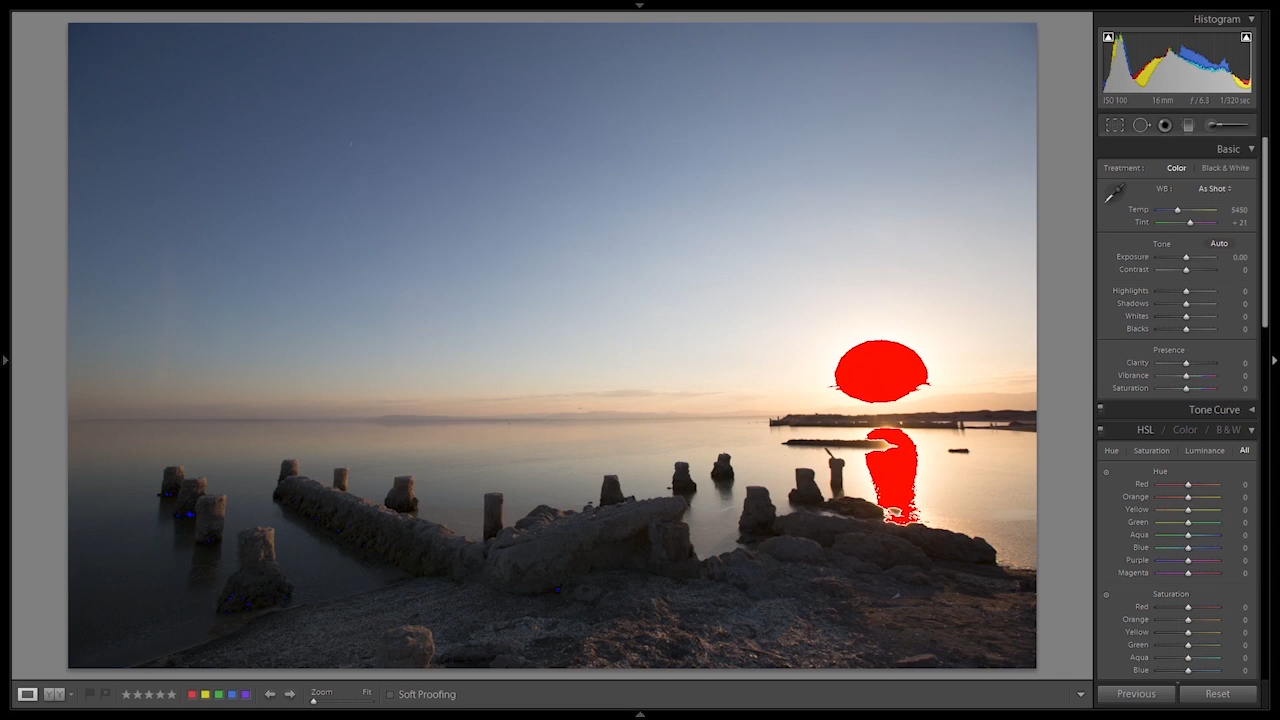 Histogram
ISO 100 16 mm ƒ / 6.3 1/320 sec
Basic
Treatment : Color Black & White
WB : As Shot
Temp 5450
Tint + 21
Tone Auto
Exposure 0.00
Contrast 0
Highlights 0
Shadows 0
Whites 0
Blacks 0
Presence
Clarity 0
Vibrance 0
Saturation 0
Tone Curve
HSL / Color / B & W
Hue Saturation Luminance All
Hue
Red 0
Orange 0
Yellow 0
Green 0
Aqua 0
Blue 0
Purple 0
Magenta 0
Saturation
Red 0
Orange 0
Yellow 0
Green 0
Aqua 0
Blue 0
Y Y Zoom Fit Soft Proofing Previous Reset